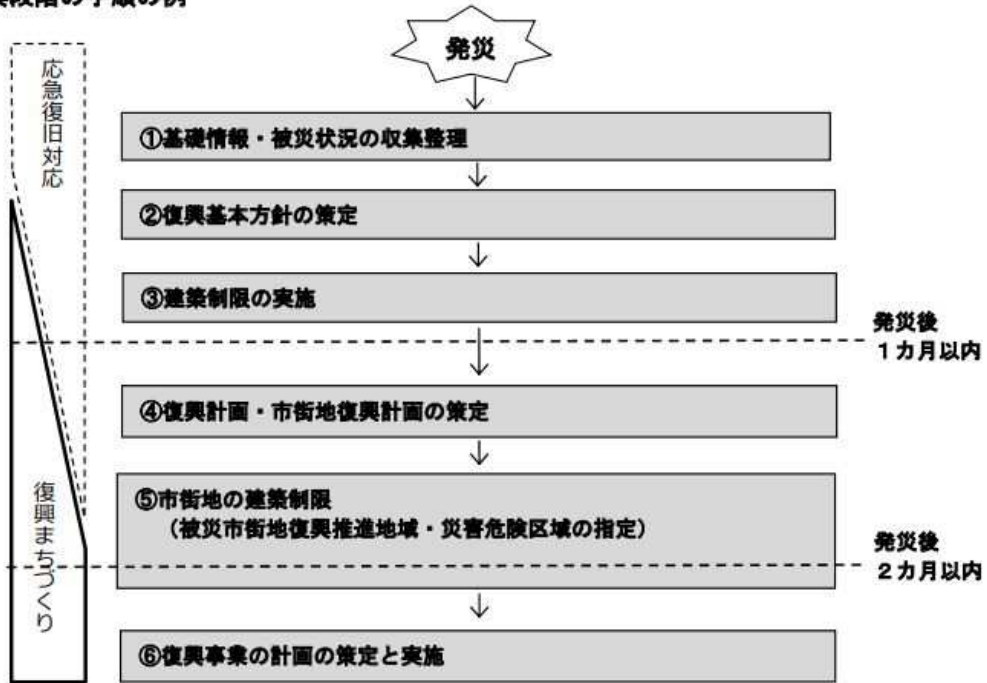 発災
応急復旧対応
①基礎情報・被災状況の収集整理
②復興基本方針の策定
③建築制限の実施
発災後
1カ月以内
④復興計画・市街地復興計画の策定
⑤市街地の建築制限
（被災市街地復興推進地域・災害危険区域の指定）
発災後
2カ月以内
復興まちづくり
⑥復興事業の計画の策定と実施